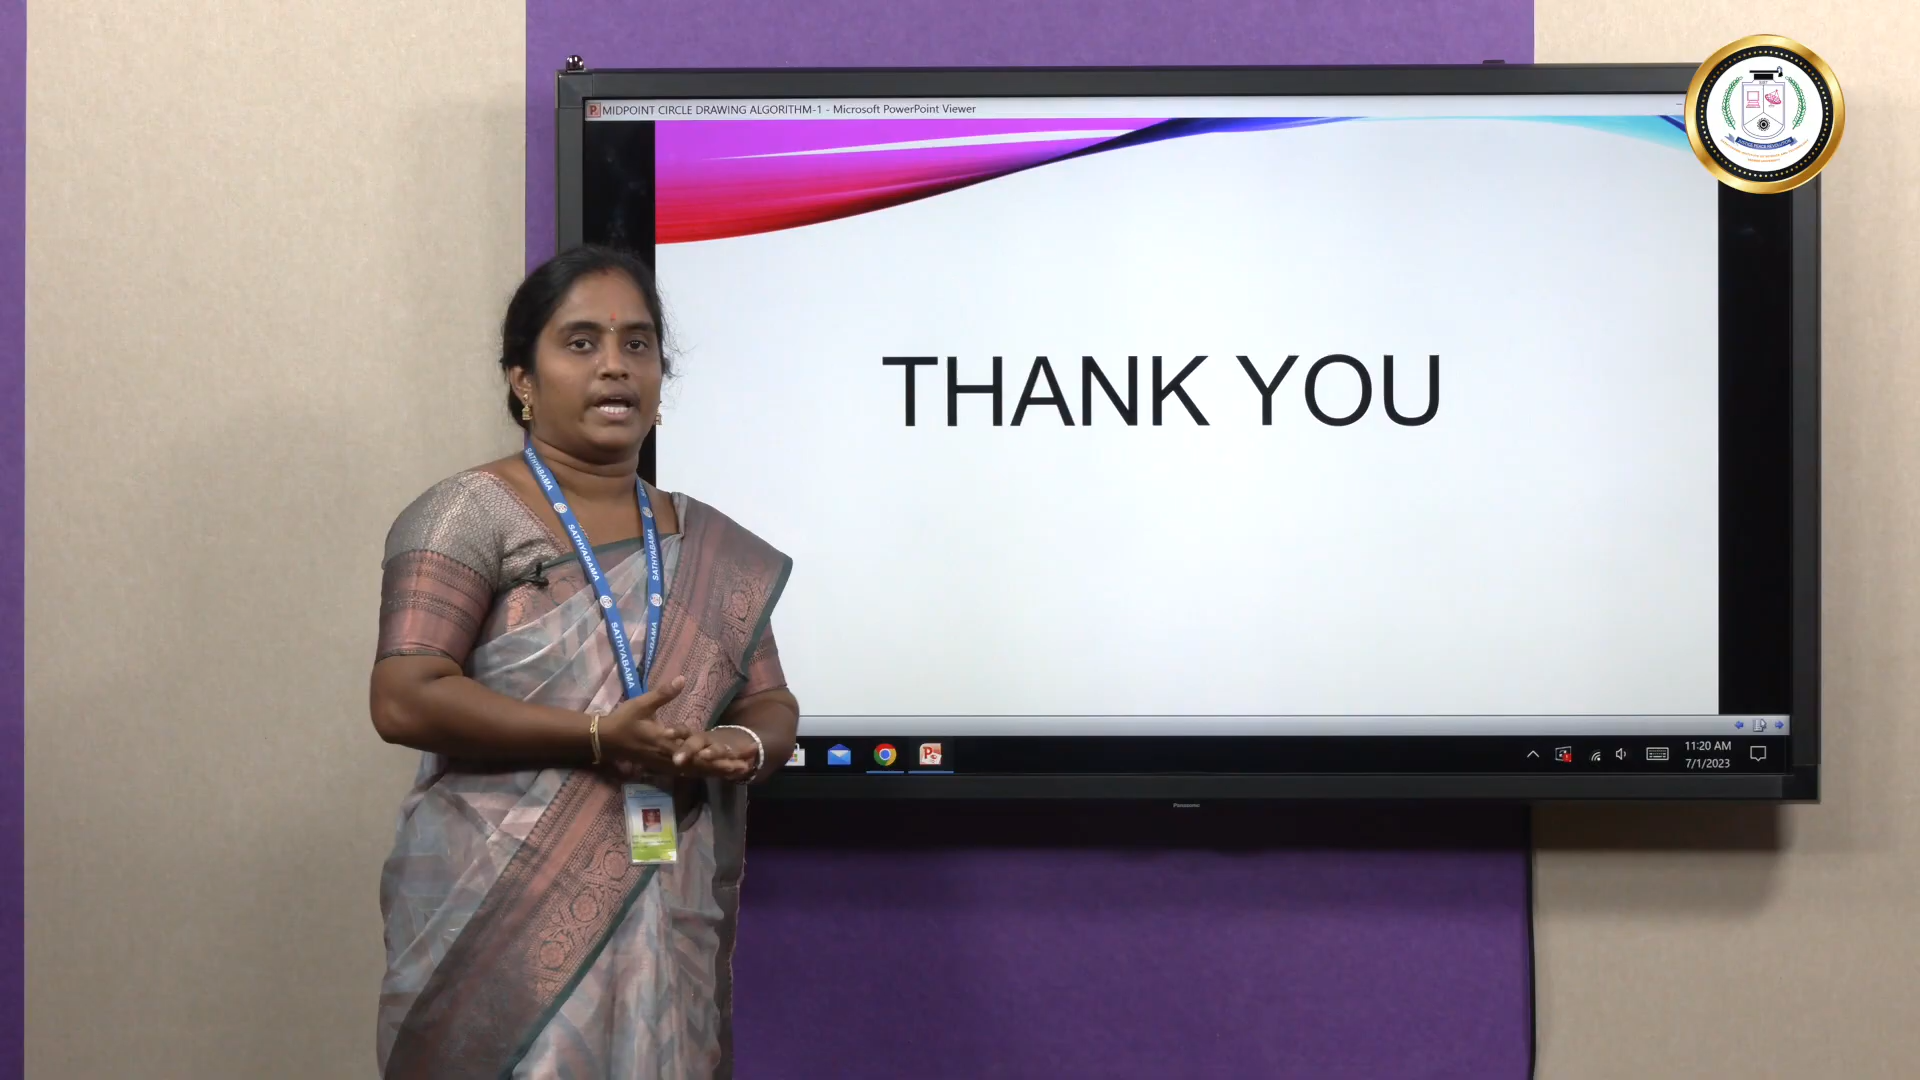 MIDPOINT CIRCLE DRAWING ALGORITHM-1 - Microsoft PowerPoint Viewer
THANK YOU
SATHYABAMA
SATHYABAMA
SATHYABAMA
SATHYABAMA
11:20 AM
7/1/2023
Panasonic